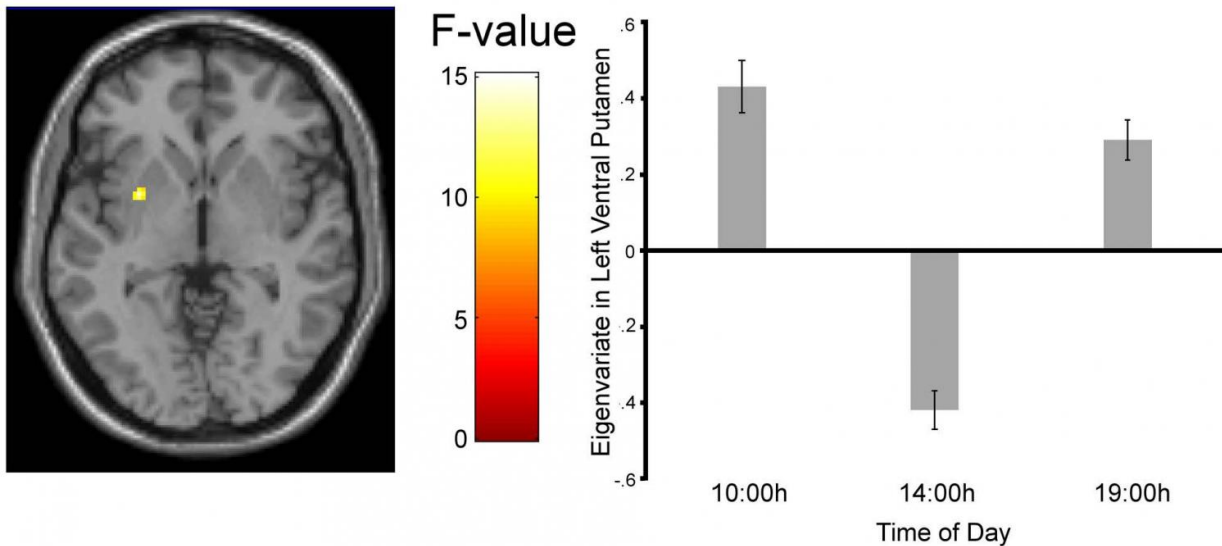 F-value
15
10
5
0
Eigenvariate in Left Ventral Putamen
.6
.4
.2
0
.2
.4
-.6
10:00h 14:00h 19:00h
Time of Day